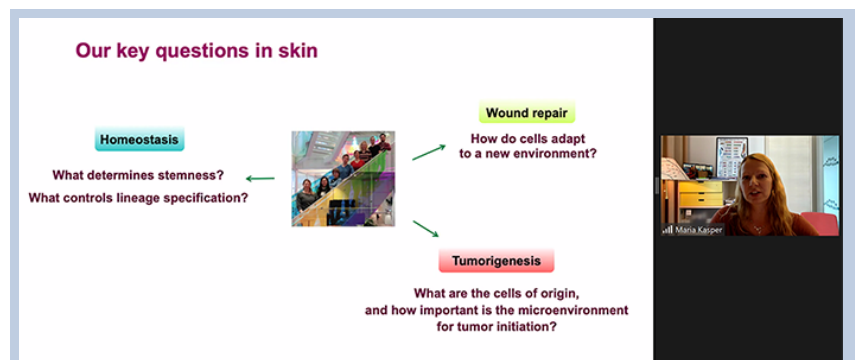 Our key questions in skin
Homeostasis
What determines stemness?
What controls lineage specification?
Wound repair
How do cells adapt
to a new environment?
Tumorigenesis
What are the cells of origin,
and how important is the microenvironment
for tumor initiation?
Maria Kasper